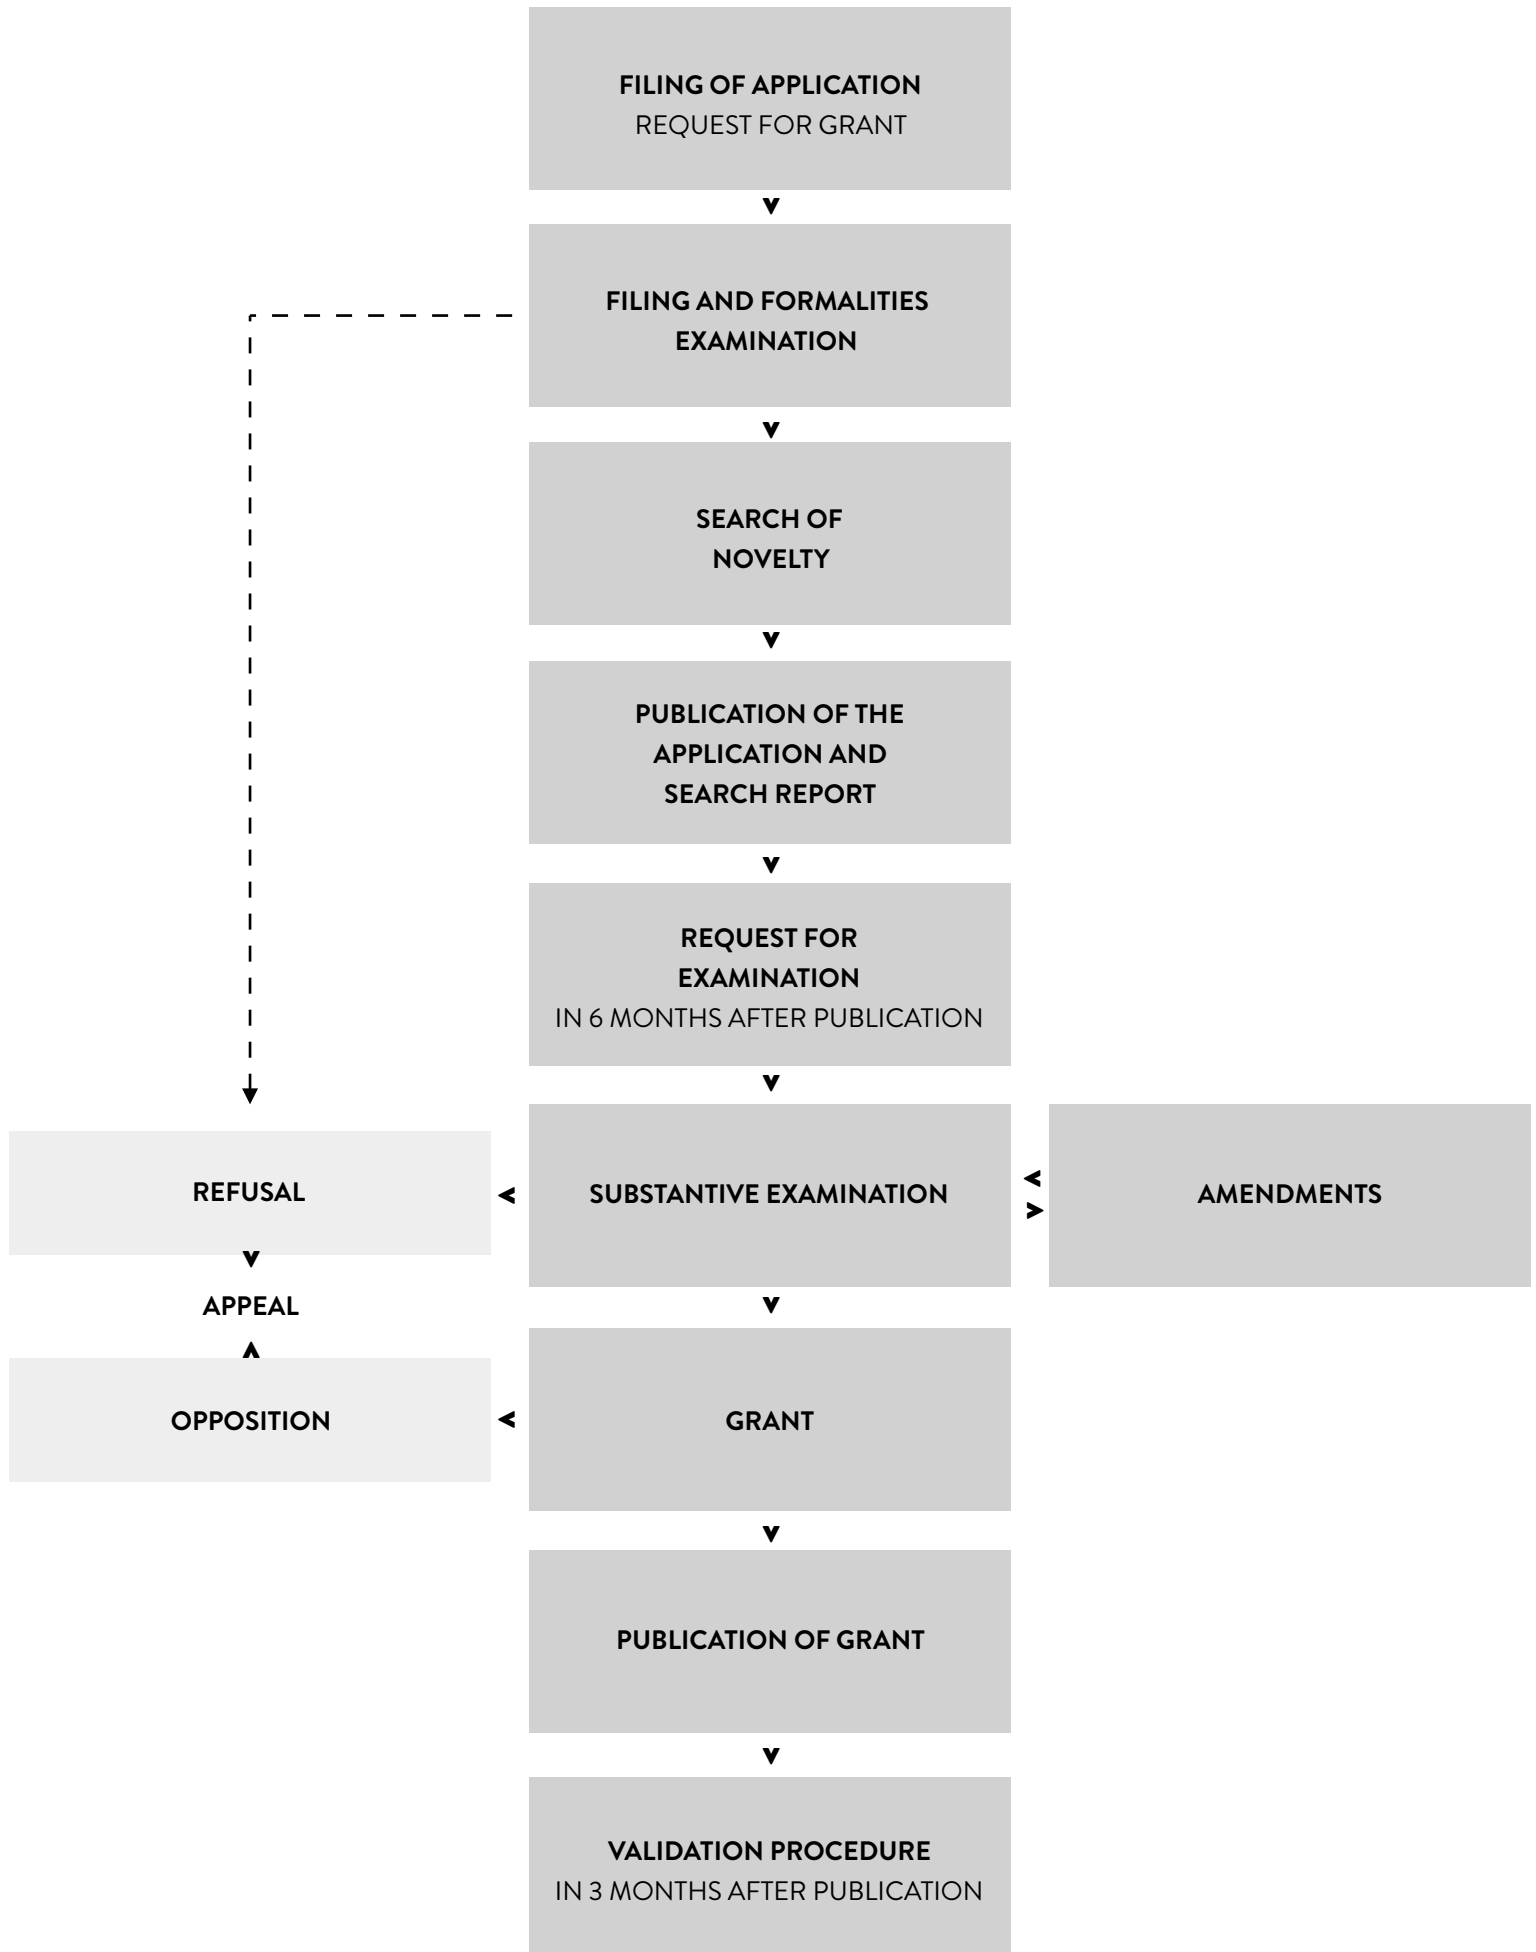 FILING OF APPLICATION
REQUEST FOR GRANT
FILING AND FORMALITIES
EXAMINATION
SEARCH OF
NOVELTY
PUBLICATION OF THE
APPLICATION AND
SEARCH REPORT
REQUEST FOR
EXAMINATION
IN 6 MONTHS AFTER PUBLICATION
REFUSAL
SUBSTANTIVE EXAMINATION
AMENDMENTS
APPEAL
OPPOSITION
GRANT
PUBLICATION OF GRANT
VALIDATION PROCEDURE
IN 3 MONTHS AFTER PUBLICATION